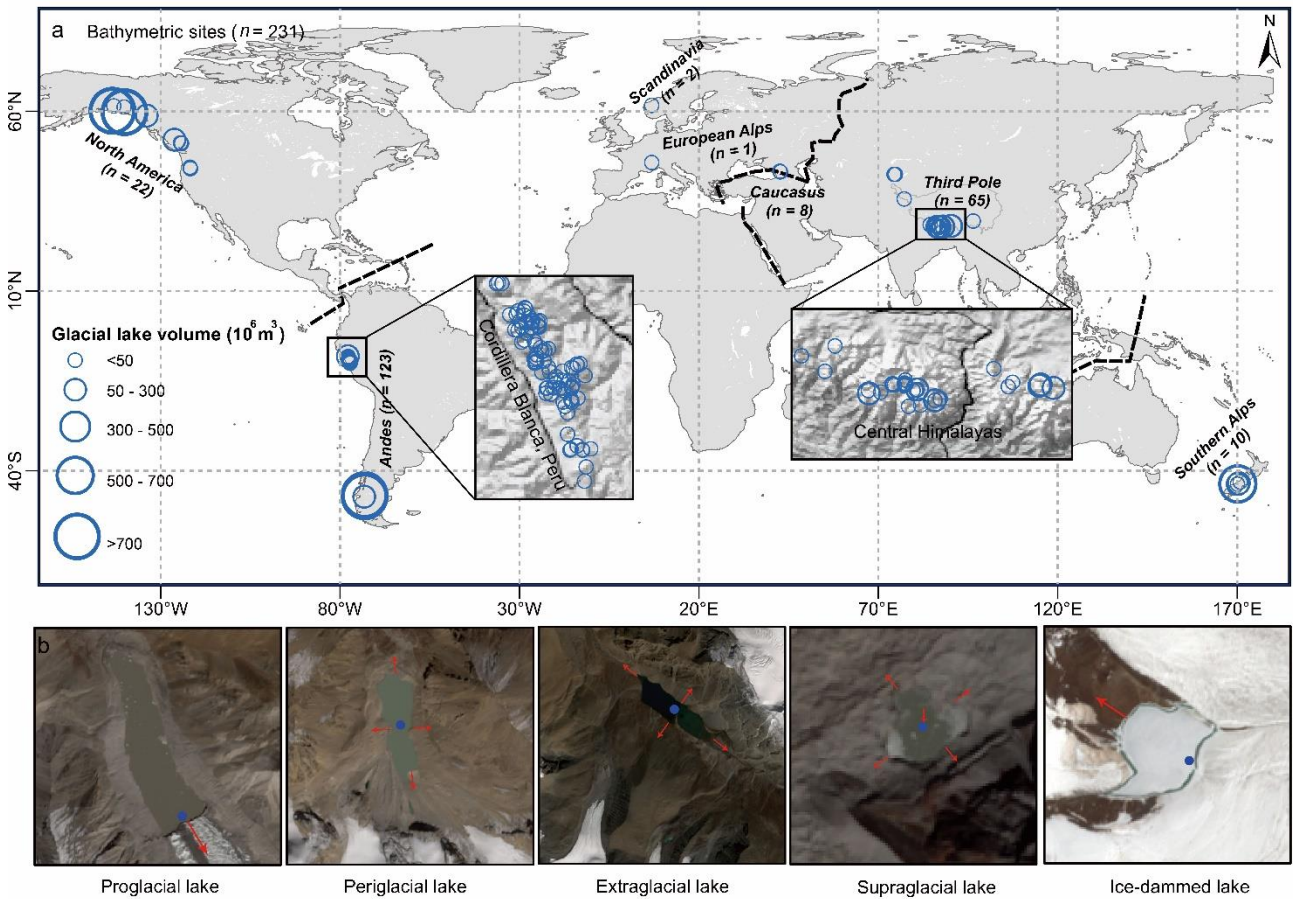 a Bathymetric sites (n = 231)
N
60°N
10°N
40°S
North America
(n = 22)
Scandinavia
(n = 2)
European Alps
(n = 1)
Caucasus
(n = 8)
Third Pole
(n = 65)
Glacial lake volume (10⁶ m³)
<50
50 - 300
300 - 500
500 - 700
>700
Andes (n = 123)
Cordillera Blanca, Peru
Central Himalayas
Southern Alps
(n = 10)
130°W
80°W
30°W
20°E
70°E
120°E
170°E
b
Proglacial lake
Periglacial lake
Extraglacial lake
Supraglacial lake
Ice-dammed lake